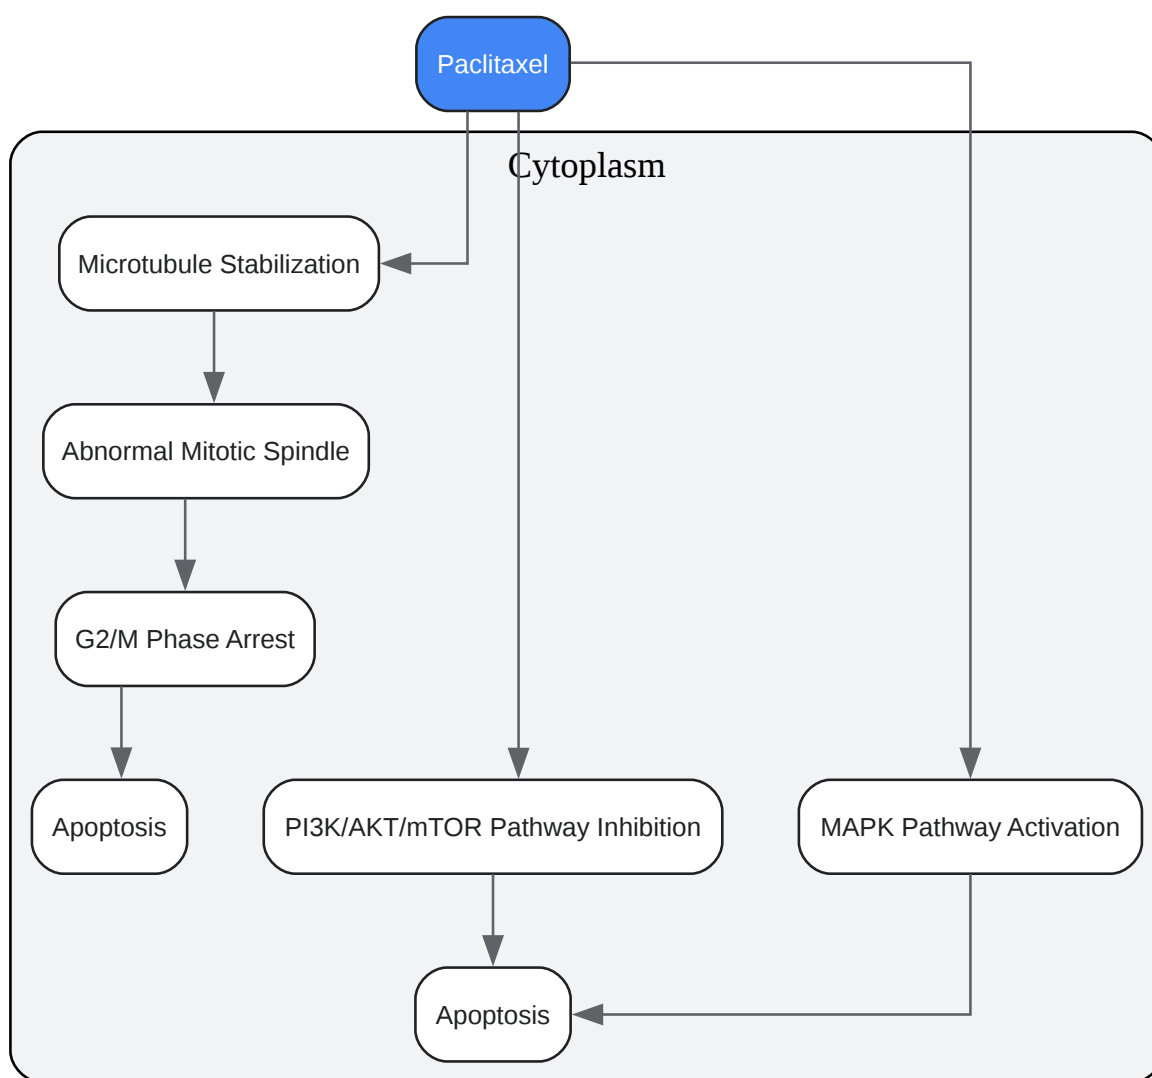 Paclitaxel
Cytoplasm
Microtubule Stabilization
Abnormal Mitotic Spindle
G2/M Phase Arrest
Apoptosis
PI3K/AKT/mTOR Pathway Inhibition
MAPK Pathway Activation
Apoptosis